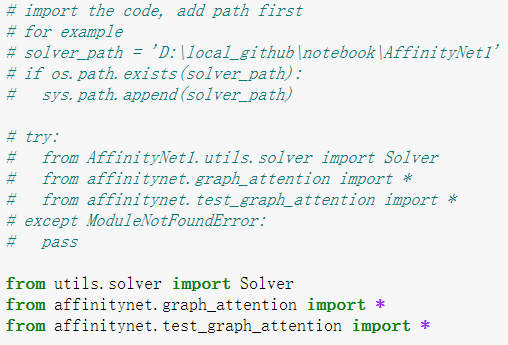 # import the code, add path first
# for example
# solver_path = 'D:\local_github\notebook\AffinityNet1'
# if os.path.exists(solver_path):
#   sys.path.append(solver_path)
# try:
#   from AffinityNet1.utils.solver import Solver
#   from affinitynet.graph_attention import *
#   from affinitynet.test_graph_attention import *
# except ModuleNotFoundError:
#   pass
from utils.solver import Solver
from affinitynet.graph_attention import *
from affinitynet.test_graph_attention import *